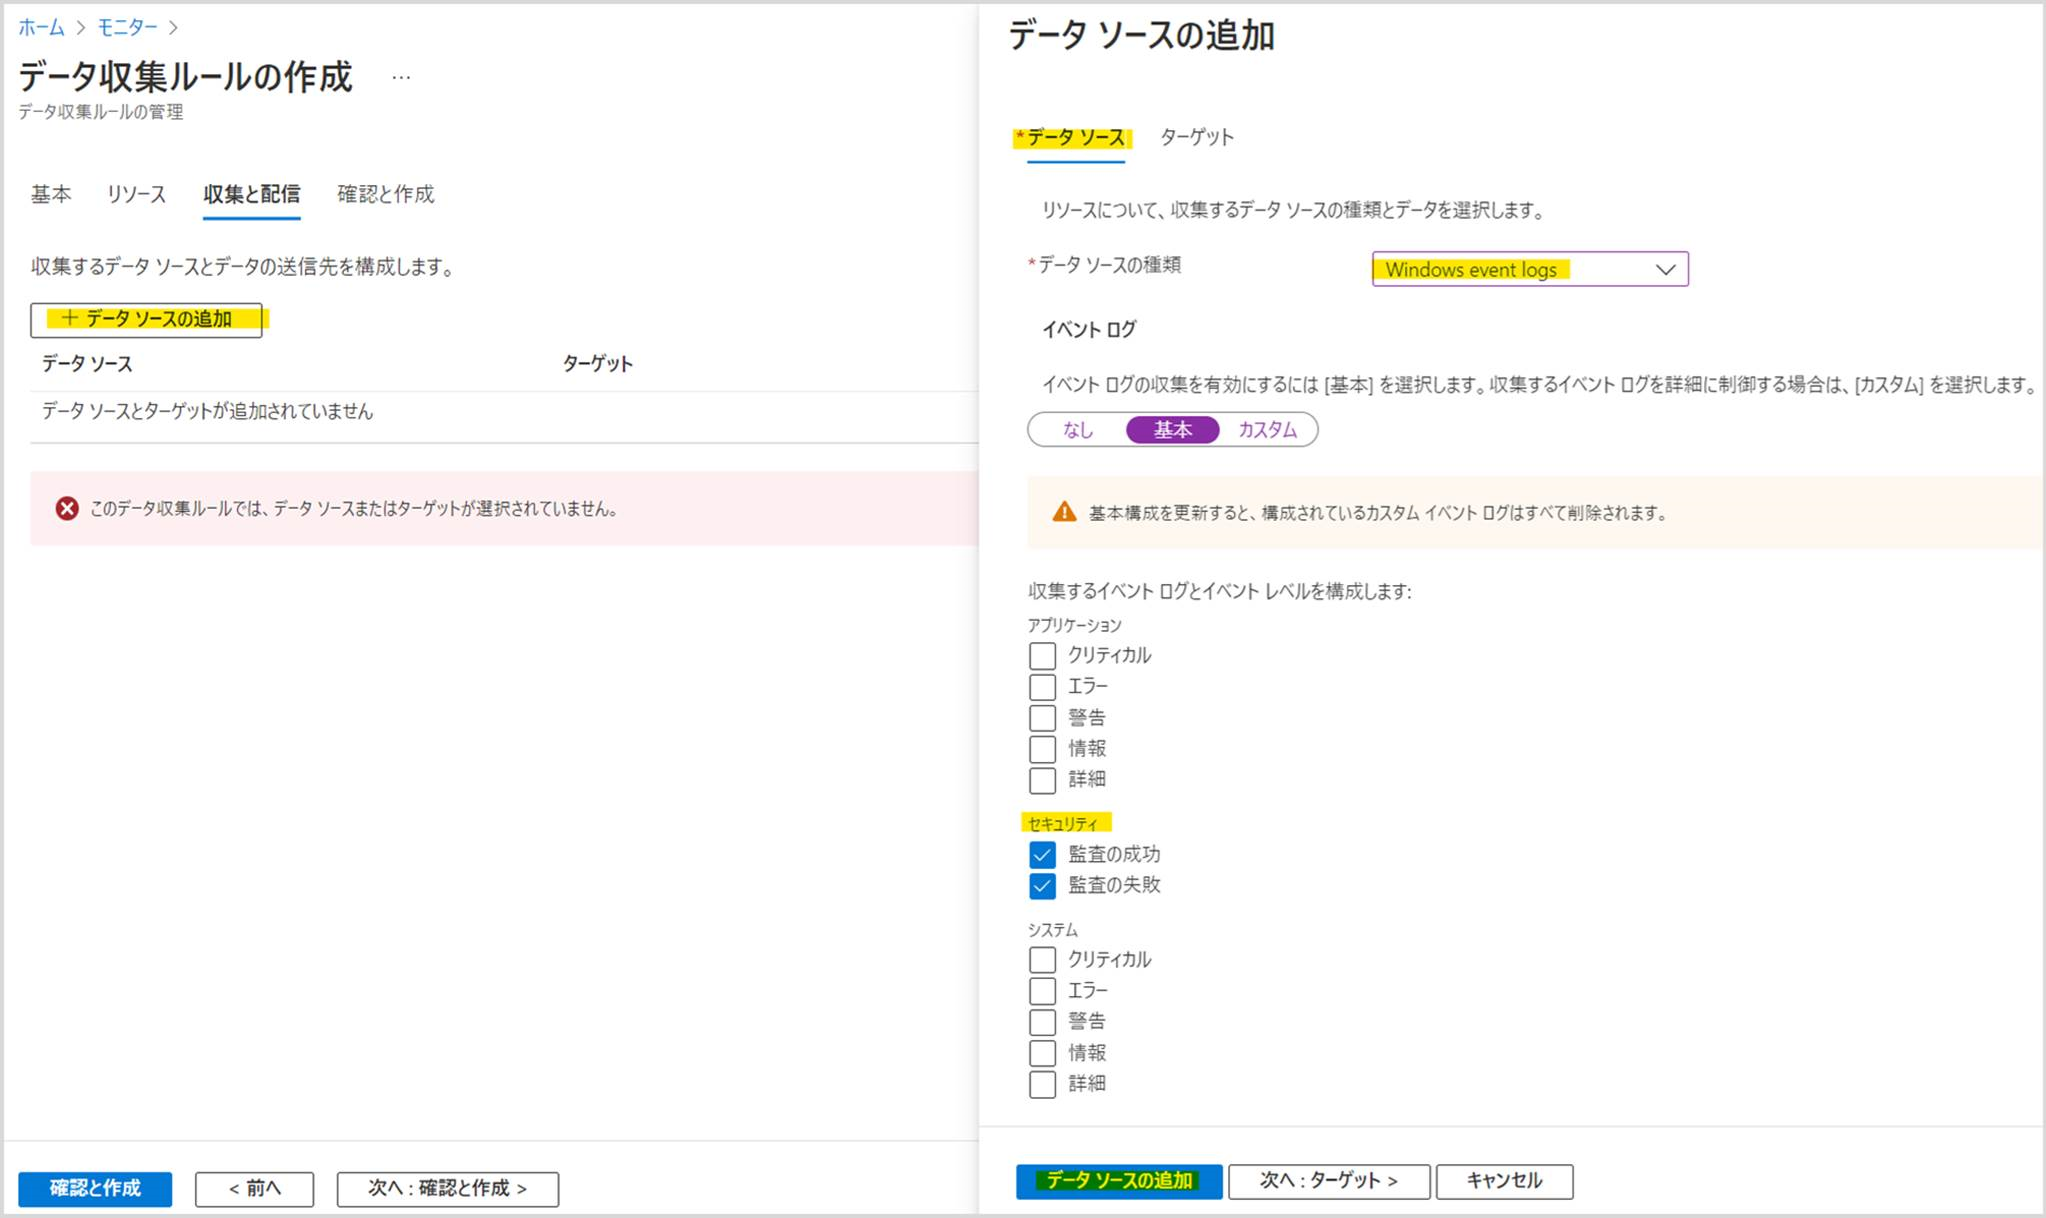 ホーム > モニター >
データ収集ルールの作成 ...
データ収集ルールの管理
基本 リソース 収集と配信 確認と作成
収集するデータ ソースとデータの送信先を構成します。
+ データ ソースの追加
データ ソース ターゲット
データ ソースとターゲットが追加されていません
このデータ収集ルールでは、データ ソースまたはターゲットが選択されていません。
確認と作成 < 前へ 次へ : 確認と作成 >
データ ソースの追加
*データ ソース ターゲット
リソースについて、収集するデータ ソースの種類とデータを選択します。
*データ ソースの種類 Windows event logs
イベント ログ
イベント ログの収集を有効にするには [基本] を選択します。収集するイベント ログを詳細に制御する場合は、[カスタム] を選択します。
なし 基本 カスタム
基本構成を更新すると、構成されているカスタム イベント ログはすべて削除されます。
収集するイベント ログとイベント レベルを構成します:
アプリケーション
クリティカル
エラー
警告
情報
詳細
セキュリティ
監査の成功
監査の失敗
システム
クリティカル
エラー
警告
情報
詳細
データ ソースの追加 次へ : ターゲット > キャンセル